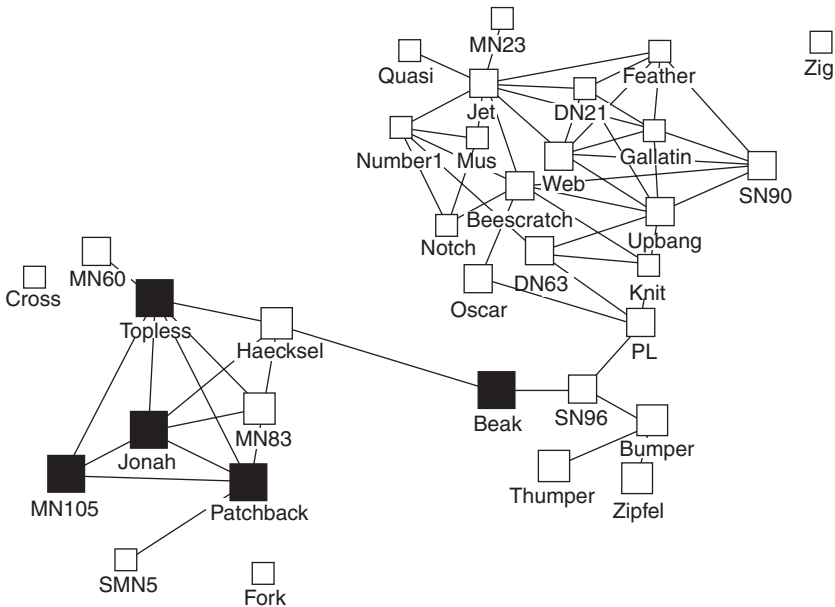 MN23
Quasi
Feather
Zig
Jet
DN21
Number1
Mus
Gallatin
Web
SN90
Beescratch
Notch
Upbang
MN60
Cross
DN63
Oscar
Knit
Topless
Haecksel
PL
Beak
SN96
MN83
Jonah
Bumper
MN105
Patchback
Thumper
Zipfel
SMN5
Fork